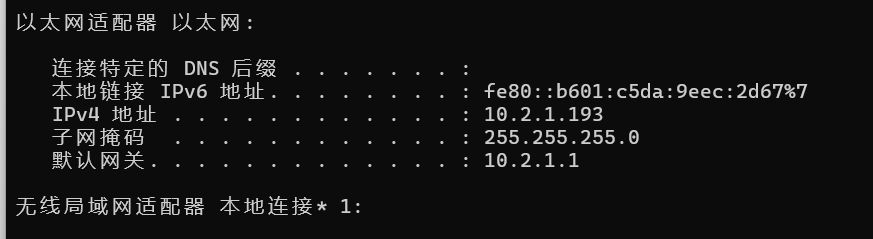 以太网适配器 以太网:
连接特定的 DNS 后缀 . . . . . . . :
本地链接 IPv6 地址. . . . . . . . : fe80::b601:c5da:9eec:2d67%7
IPv4 地址 . . . . . . . . . . . . : 10.2.1.193
子网掩码  . . . . . . . . . . . . : 255.255.255.0
默认网关. . . . . . . . . . . . . : 10.2.1.1
无线局域网适配器 本地连接* 1: